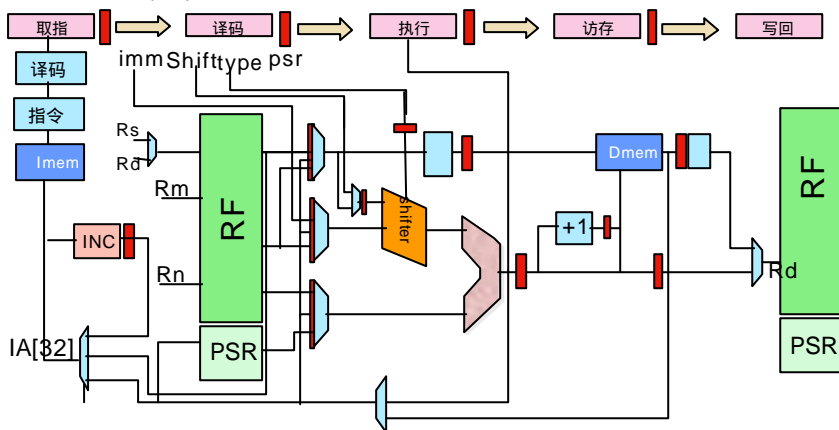 取指 译码 执行 访存 写回
imm Shift type psr
译码
指令
Imem
Rs
Rd
Rm
Rn
RF
shifter
Dmem
RF
INC
+1
Rd
IA[32]
PSR
PSR